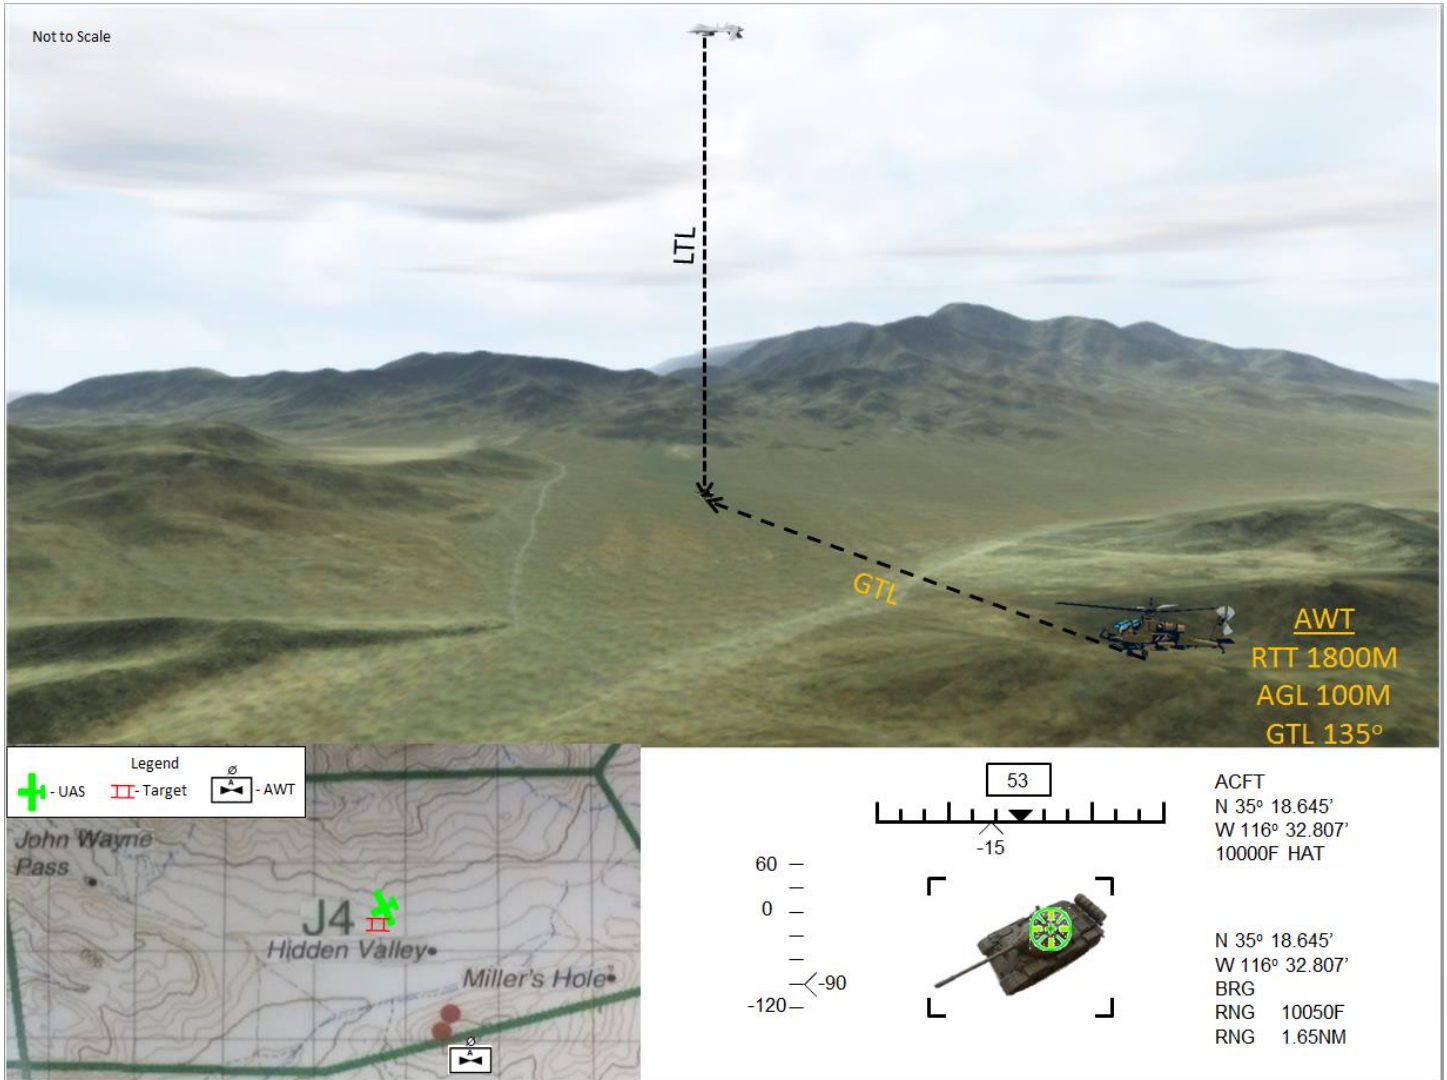 Not to Scale
LTL
GTL
AWT
RTT 1800M
AGL 100M
GTL 135°
Legend
- UAS
- Target
Ø
A
- AWT
John Wayne
Pass
J4
Hidden Valley
Miller's Hole
Ø
A
53
-15
60
0
-90
-120
ACFT
N 35° 18.645'
W 116° 32.807'
10000F HAT
N 35° 18.645'
W 116° 32.807'
BRG
RNG 10050F
RNG 1.65NM